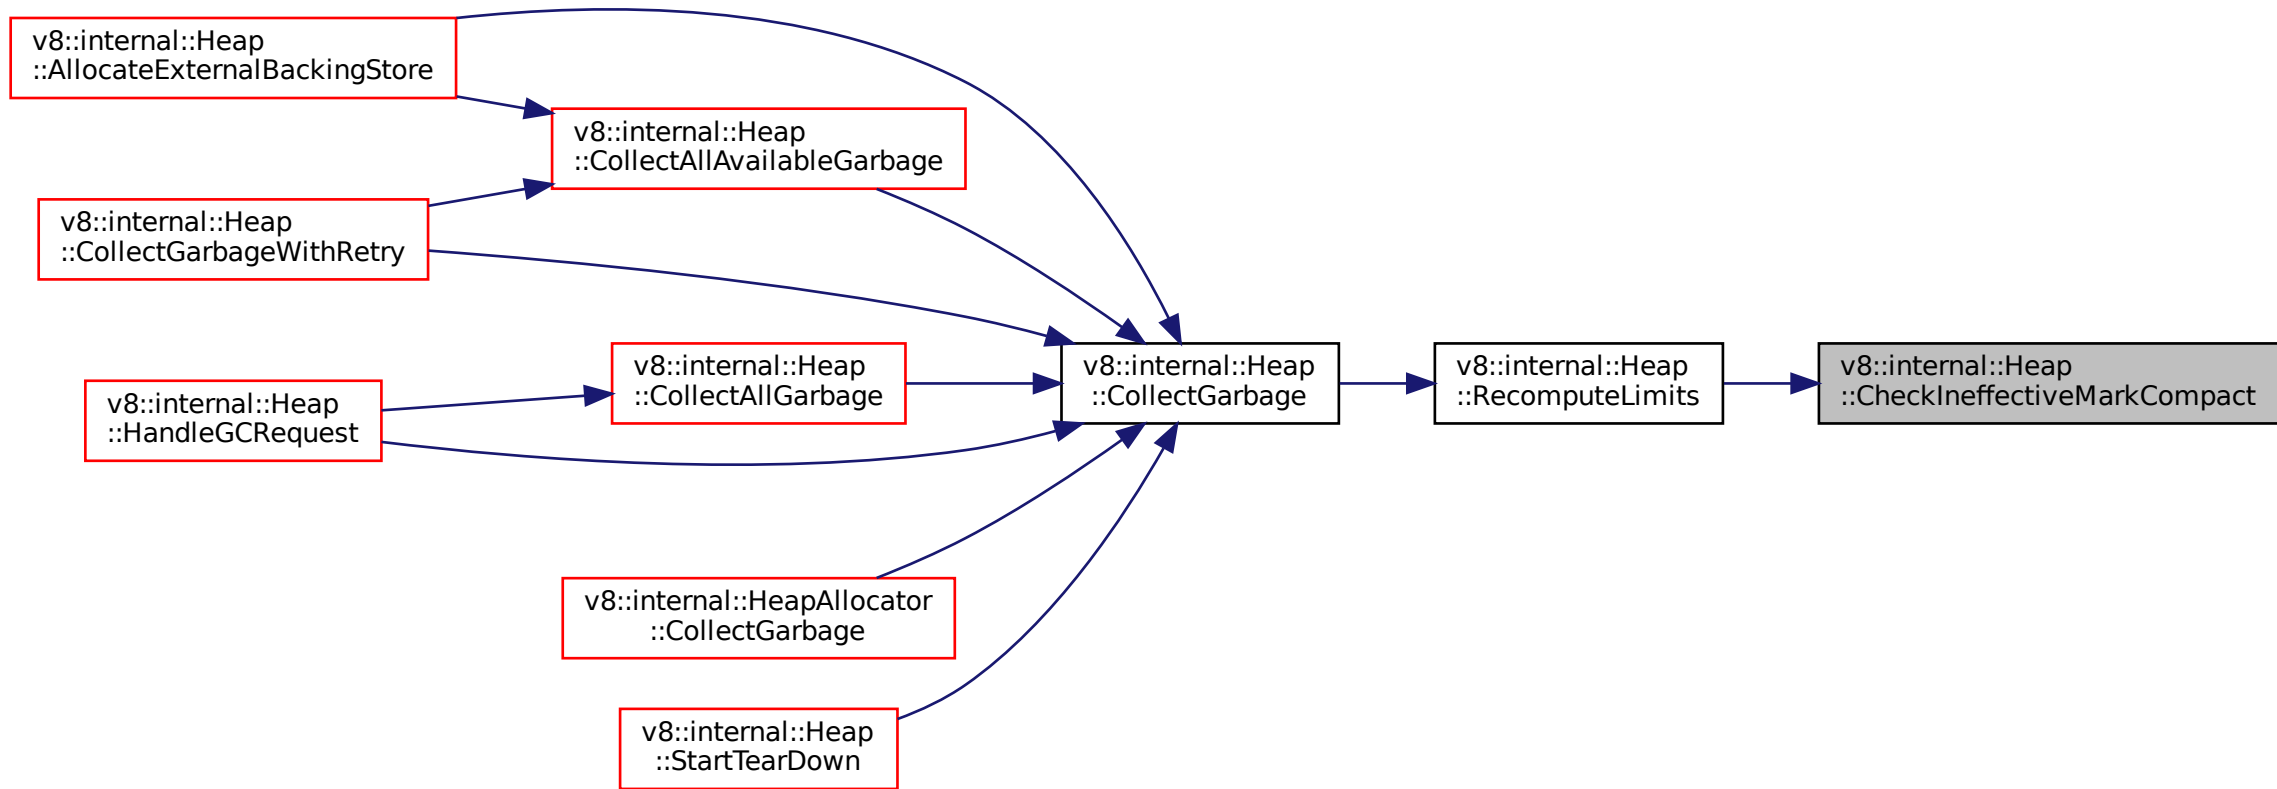 v8::internal::Heap
::AllocateExternalBackingStore
v8::internal::Heap
::CollectAllAvailableGarbage
v8::internal::Heap
::CollectGarbageWithRetry
v8::internal::Heap
::CollectAllGarbage
v8::internal::Heap
::HandleGCRequest
v8::internal::Heap
::CollectGarbage
v8::internal::Heap
::RecomputeLimits
v8::internal::Heap
::CheckIneffectiveMarkCompact
v8::internal::HeapAllocator
::CollectGarbage
v8::internal::Heap
::StartTearDown